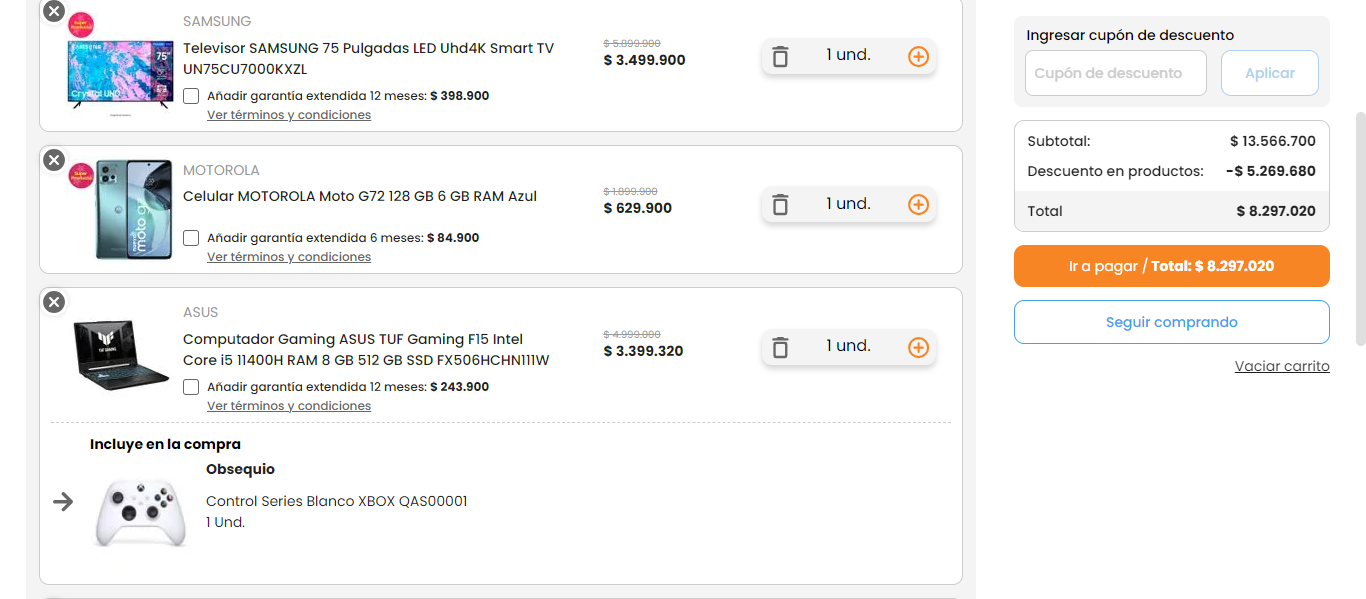 SAMSUNG
Televisor SAMSUNG 75 Pulgadas LED Uhd4K Smart TV
UN75CU7000KXZL
Añadir garantía extendida 12 meses: $ 398.900
Ver términos y condiciones
$ 5.899.900
$ 3.499.900
1 und.
75"
Crystal UHD
MOTOROLA
Celular MOTOROLA Moto G72 128 GB 6 GB RAM Azul
Añadir garantía extendida 6 meses: $ 84.900
Ver términos y condiciones
$ 1.899.900
$ 629.900
1 und.
ASUS
Computador Gaming ASUS TUF Gaming F15 Intel
Core i5 11400H RAM 8 GB 512 GB SSD FX506HCHN111W
Añadir garantía extendida 12 meses: $ 243.900
Ver términos y condiciones
$ 4.999.000
$ 3.399.320
1 und.
TUF GAMING
Incluye en la compra
Obsequio
Control Series Blanco XBOX QAS00001
1 Und.
Ingresar cupón de descuento
Cupón de descuento
Aplicar
Subtotal: $ 13.566.700
Descuento en productos: -$ 5.269.680
Total $ 8.297.020
Ir a pagar / Total: $ 8.297.020
Seguir comprando
Vaciar carrito